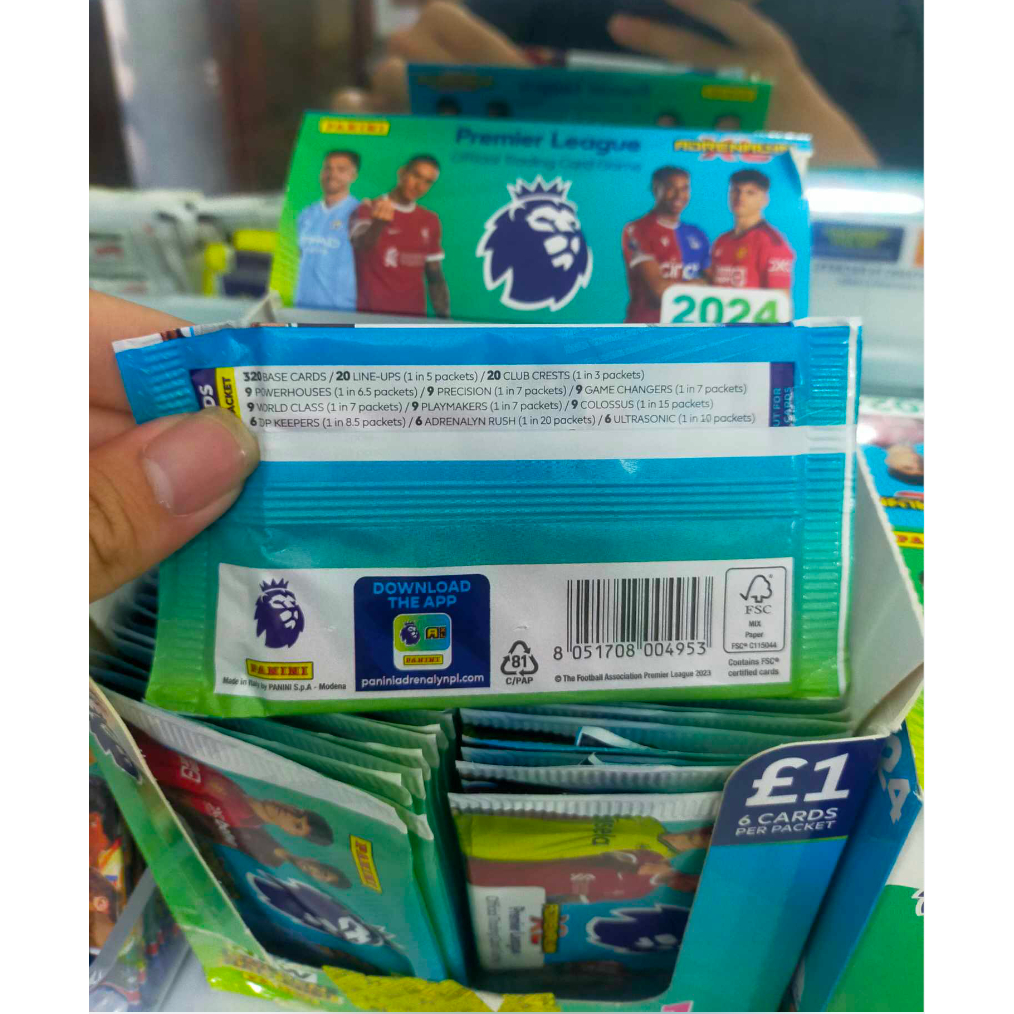 PANINI
Premier League
Official Trading Card Game
ADRENALYN
XL
2024
PACKET
320 BASE CARDS / 20 LINE-UPS (1 in 5 packets) / 20 CLUB CRESTS (1 in 3 packets)
9 POWERHOUSES (1 in 6.5 packets) / 9 PRECISION (1 in 7 packets) / 9 GAME CHANGERS (1 in 7 packets)
9 WORLD CLASS (1 in 7 packets) / 9 PLAYMAKERS (1 in 7 packets) / 9 COLOSSUS (1 in 15 packets)
6 KEEPERS (1 in 8.5 packets) / 6 ADRENALYN RUSH (1 in 20 packets) / 6 ULTRASONIC (1 in 10 packets)
DOWNLOAD
THE APP
PANINI
paniniadrenalynpl.com
PANINI
Made in Italy by PANINI S.p.A - Modena
81
C/PAP
8 051708 004953
© The Football Association Premier League 2023
FSC
MIX
Paper
FSC® C115044
Contains FSC®
certified cards
£1
6 CARDS
PER PACKET
PANINI
Premier League